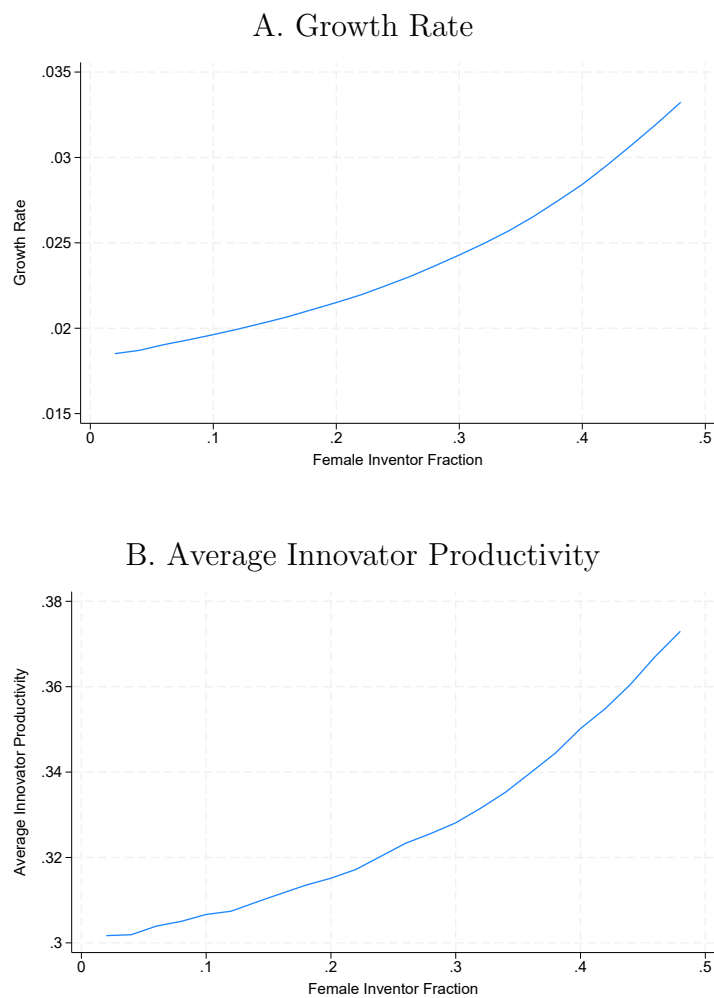 A. Growth Rate
.035
.03
.025
.02
.015
Growth Rate
0 .1 .2 .3 .4 .5
Female Inventor Fraction
B. Average Innovator Productivity
.38
.36
.34
.32
.3
Average Innovator Productivity
0 .1 .2 .3 .4 .5
Female Inventor Fraction